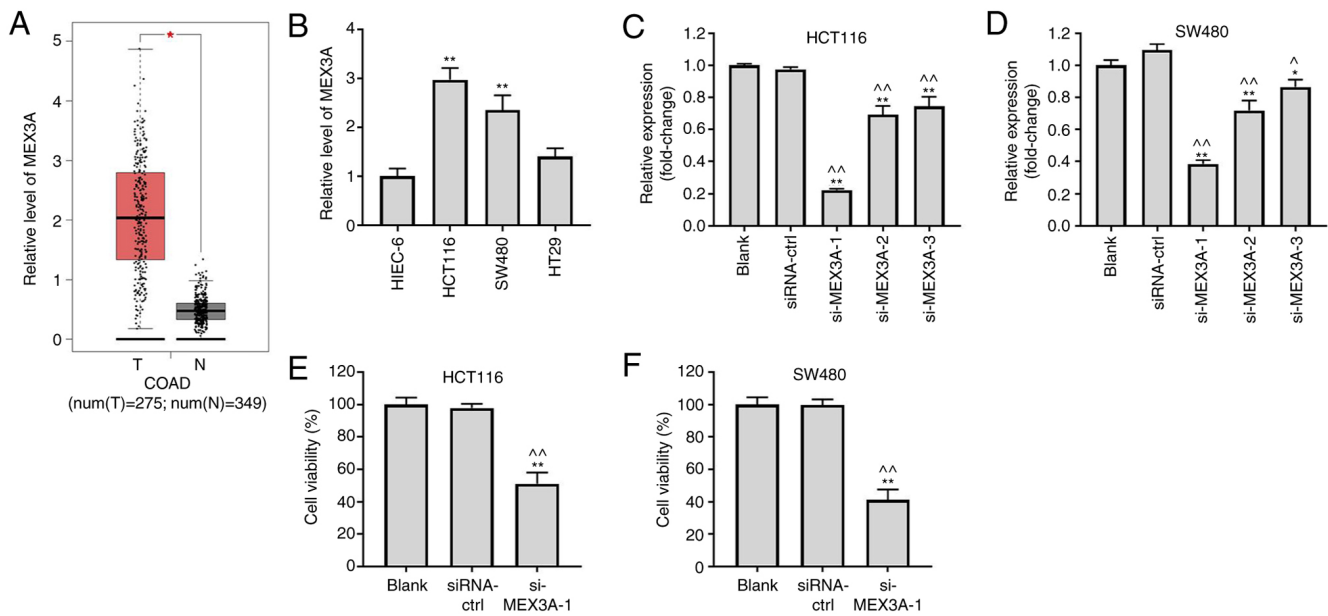 A
*
Relative level of MEX3A
5
4
3
2
1
0
T
N
COAD
(num(T)=275; num(N)=349)
B
Relative level of MEX3A
4
3
2
1
0
**
**
HIEC-6
HCT116
SW480
HT29
C
HCT116
Relative expression
(fold-change)
1.2
1.0
0.8
0.6
0.4
0.2
0
^^
**
^^
**
^^
**
Blank
siRNA-ctrl
si-MEX3A-1
si-MEX3A-2
si-MEX3A-3
D
SW480
Relative expression
(fold-change)
1.2
1.0
0.8
0.6
0.4
0.2
0
^^
**
^^
**
^
*
Blank
siRNA-ctrl
si-MEX3A-1
si-MEX3A-2
si-MEX3A-3
E
HCT116
Cell viability (%)
120
100
80
60
40
20
0
^^
**
Blank
siRNA-
ctrl
si-
MEX3A-1
F
SW480
Cell viability (%)
120
100
80
60
40
20
0
^^
**
Blank
siRNA-
ctrl
si-
MEX3A-1